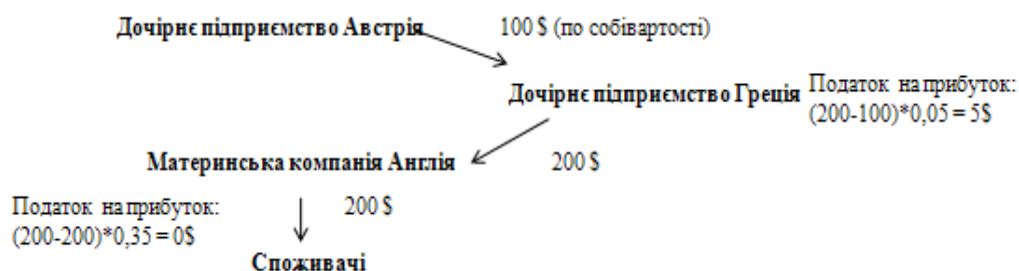 Дочірнє підприємство Австрія 100 $ (по собівартості)
Дочірнє підприємство Греція Податок на прибуток:
(200-100)*0,05 = 5$
Материнська компанія Англія 200 $
Податок на прибуток: 200 $
(200-200)*0,35 = 0$
Споживачі